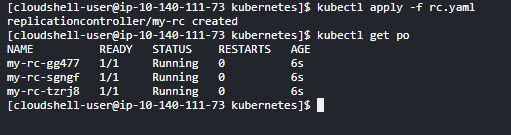 [cloudshell-user@ip-10-140-111-73 kubernetes]$ kubectl apply -f rc.yaml
replicationcontroller/my-rc created
[cloudshell-user@ip-10-140-111-73 kubernetes]$ kubectl get po
NAME READY STATUS RESTARTS AGE
my-rc-gg477 1/1 Running 0 6s
my-rc-sgngf 1/1 Running 0 6s
my-rc-tzrj8 1/1 Running 0 6s
[cloudshell-user@ip-10-140-111-73 kubernetes]$